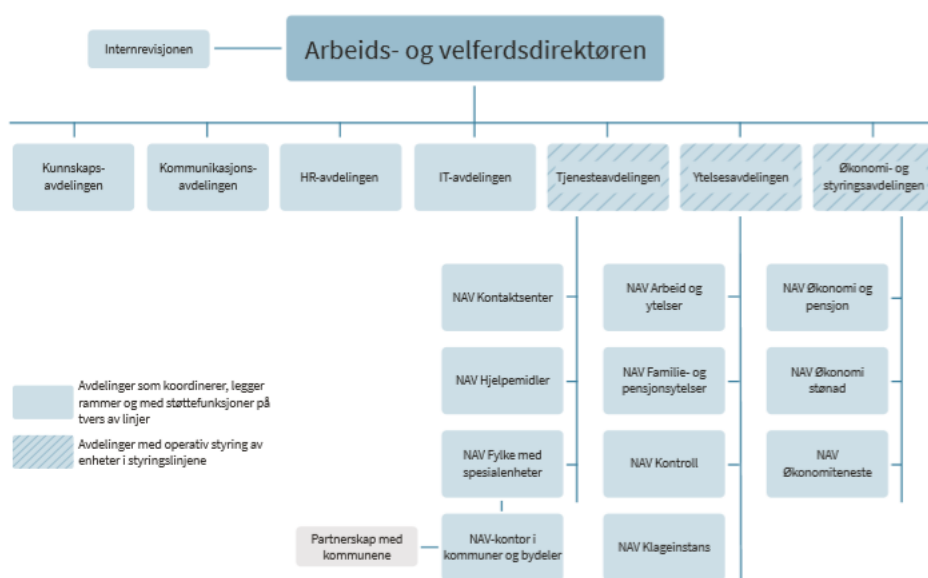 Internrevisjonen
Arbeids- og velferdsdirektøren
Kunnskaps-
avdelingen
Kommunikasjons-
avdelingen
HR-avdelingen
IT-avdelingen
Tjenesteavdelingen
Ytelsesavdelingen
Økonomi- og
styringsavdelingen
NAV Kontaktsenter
NAV Arbeid og
ytelser
NAV Økonomi og
pensjon
NAV Hjelpemidler
NAV Familie- og
pensjonsytelser
NAV Økonomi
stønad
Avdelinger som koordinerer, legger
rammer og med støttefunksjoner på
tvers av linjer
Avdelinger med operativ styring av
enheter i styringslinjene
NAV Fylke med
spesialenheter
NAV Kontroll
NAV
Økonomiteneste
Partnerskap med
kommunene
NAV-kontor i
kommuner og bydeler
NAV Klageinstans